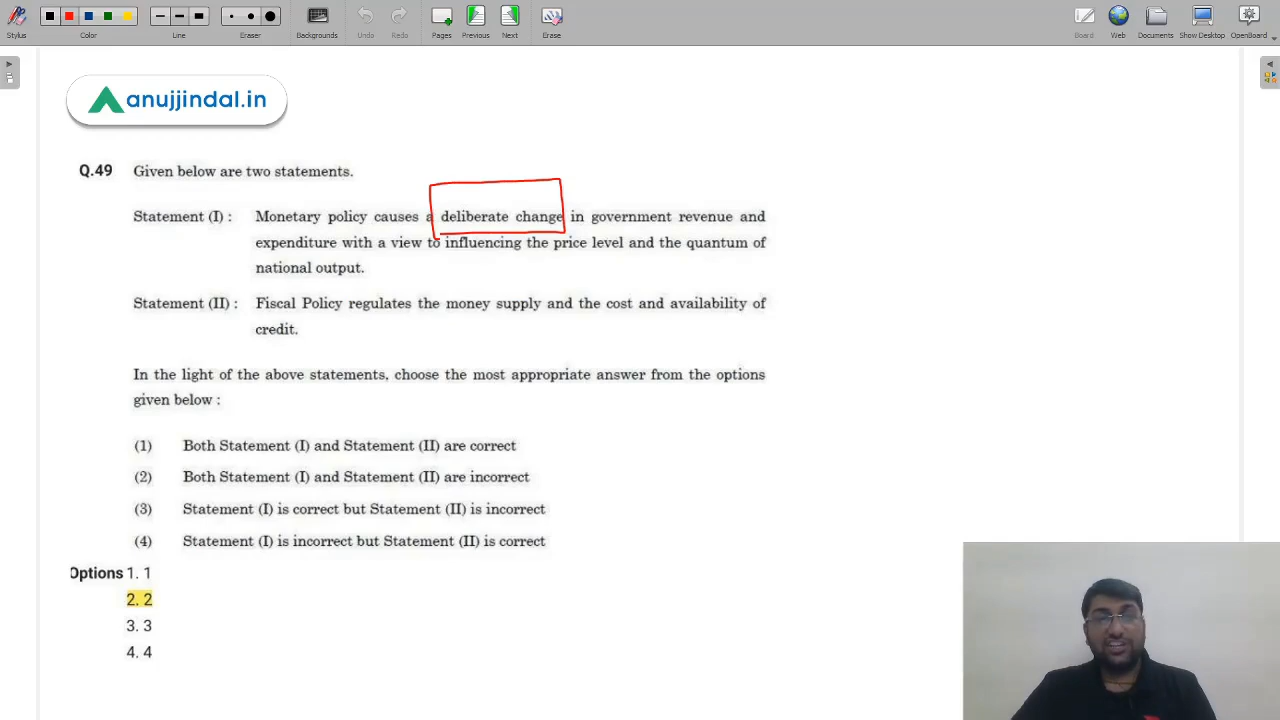 Stylus Color Line Eraser Backgrounds Undo Redo Pages Previous Next Erase Board Web Documents Show Desktop OpenBoard
anujjindal.in
Q.49 Given below are two statements.
Statement (I) : Monetary policy causes a deliberate change in government revenue and
expenditure with a view to influencing the price level and the quantum of
national output.
Statement (II) : Fiscal Policy regulates the money supply and the cost and availability of
credit.
In the light of the above statements, choose the most appropriate answer from the options
given below :
(1) Both Statement (I) and Statement (II) are correct
(2) Both Statement (I) and Statement (II) are incorrect
(3) Statement (I) is correct but Statement (II) is incorrect
(4) Statement (I) is incorrect but Statement (II) is correct
Options 1. 1
2. 2
3. 3
4. 4